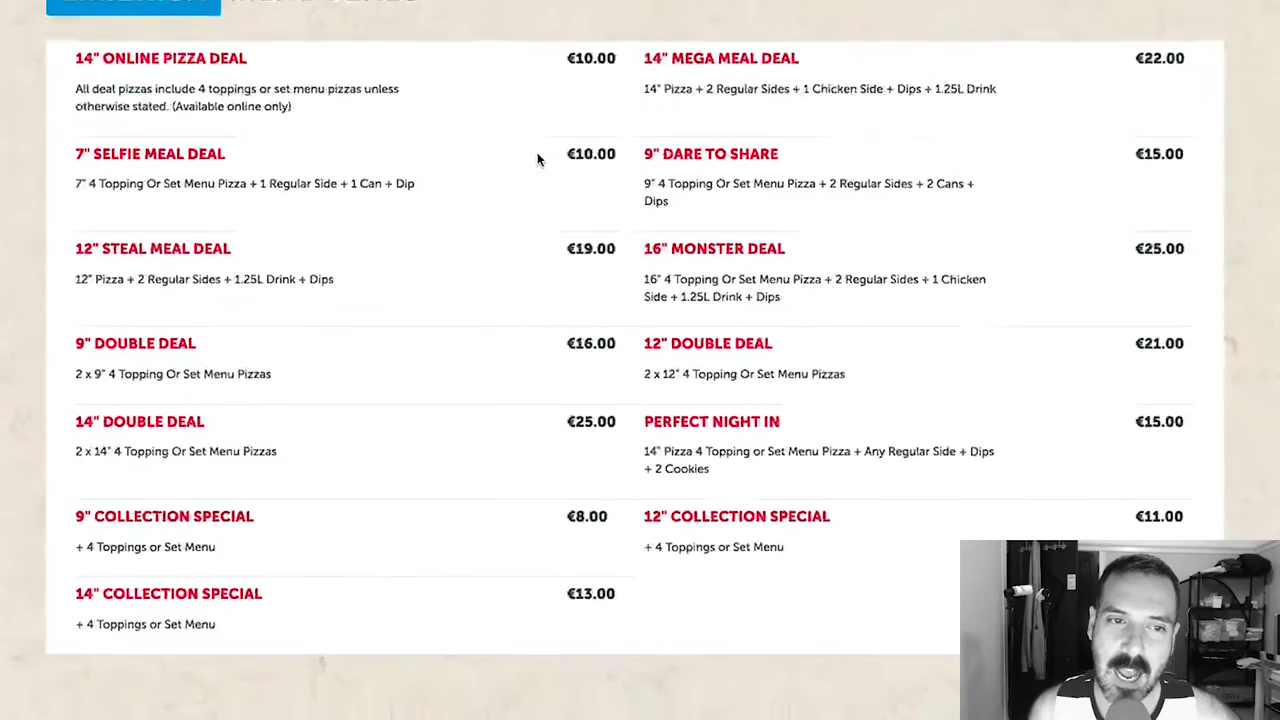 14" ONLINE PIZZA DEAL €10.00
All deal pizzas include 4 toppings or set menu pizzas unless
otherwise stated. (Available online only)
14" MEGA MEAL DEAL €22.00
14" Pizza + 2 Regular Sides + 1 Chicken Side + Dips + 1.25L Drink
7" SELFIE MEAL DEAL €10.00
7" 4 Topping Or Set Menu Pizza + 1 Regular Side + 1 Can + Dip
9" DARE TO SHARE €15.00
9" 4 Topping Or Set Menu Pizza + 2 Regular Sides + 2 Cans +
Dips
12" STEAL MEAL DEAL €19.00
12" Pizza + 2 Regular Sides + 1.25L Drink + Dips
16" MONSTER DEAL €25.00
16" 4 Topping Or Set Menu Pizza + 2 Regular Sides + 1 Chicken
Side + 1.25L Drink + Dips
9" DOUBLE DEAL €16.00
2 x 9" 4 Topping Or Set Menu Pizzas
12" DOUBLE DEAL €21.00
2 x 12" 4 Topping Or Set Menu Pizzas
14" DOUBLE DEAL €25.00
2 x 14" 4 Topping Or Set Menu Pizzas
PERFECT NIGHT IN €15.00
14" Pizza 4 Topping or Set Menu Pizza + Any Regular Side + Dips
+ 2 Cookies
9" COLLECTION SPECIAL €8.00
+ 4 Toppings or Set Menu
12" COLLECTION SPECIAL €11.00
+ 4 Toppings or Set Menu
14" COLLECTION SPECIAL €13.00
+ 4 Toppings or Set Menu